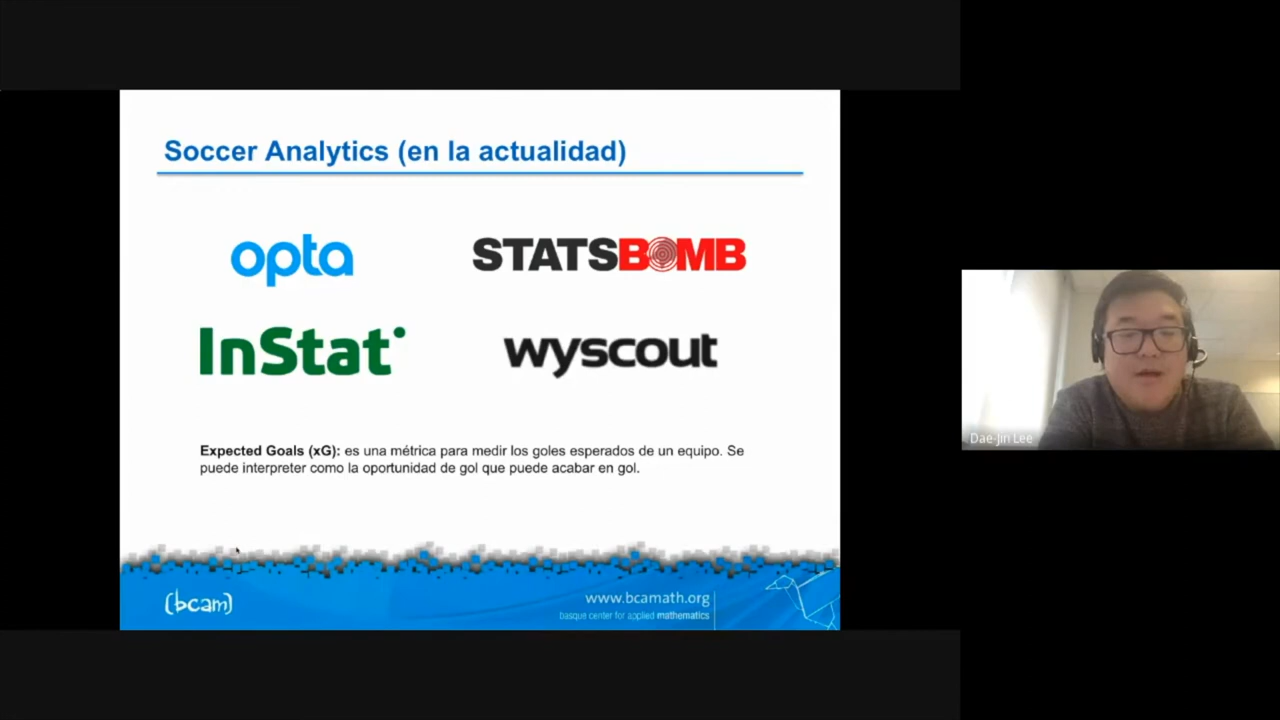 Soccer Analytics (en la actualidad)
opta
STATSBOMB
InStat
wyscout
Expected Goals (xG): es una métrica para medir los goles esperados de un equipo. Se
puede interpreter como la oportunidad de gol que puede acabar en gol.
(bcam)
www.bcamath.org
basque center for applied mathematics
Dae-Jin Lee